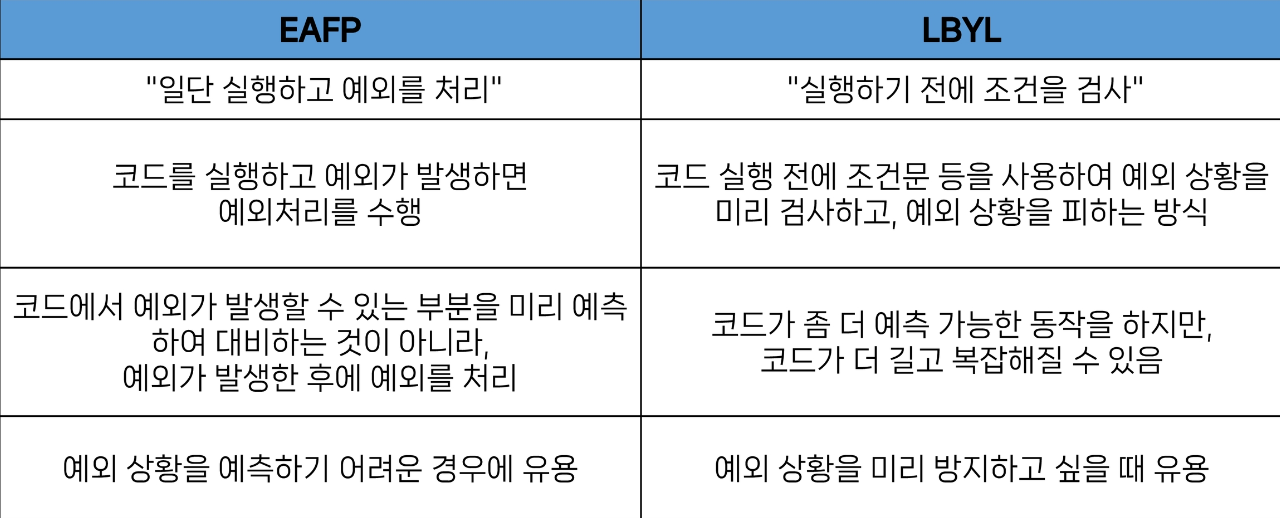 EAFP
LBYL
"일단 실행하고 예외를 처리"
"실행하기 전에 조건을 검사"
코드를 실행하고 예외가 발생하면
예외처리를 수행
코드 실행 전에 조건문 등을 사용하여 예외 상황을
미리 검사하고, 예외 상황을 피하는 방식
코드에서 예외가 발생할 수 있는 부분을 미리 예측
하여 대비하는 것이 아니라,
예외가 발생한 후에 예외를 처리
코드가 좀 더 예측 가능한 동작을 하지만,
코드가 더 길고 복잡해질 수 있음
예외 상황을 예측하기 어려운 경우에 유용
예외 상황을 미리 방지하고 싶을 때 유용